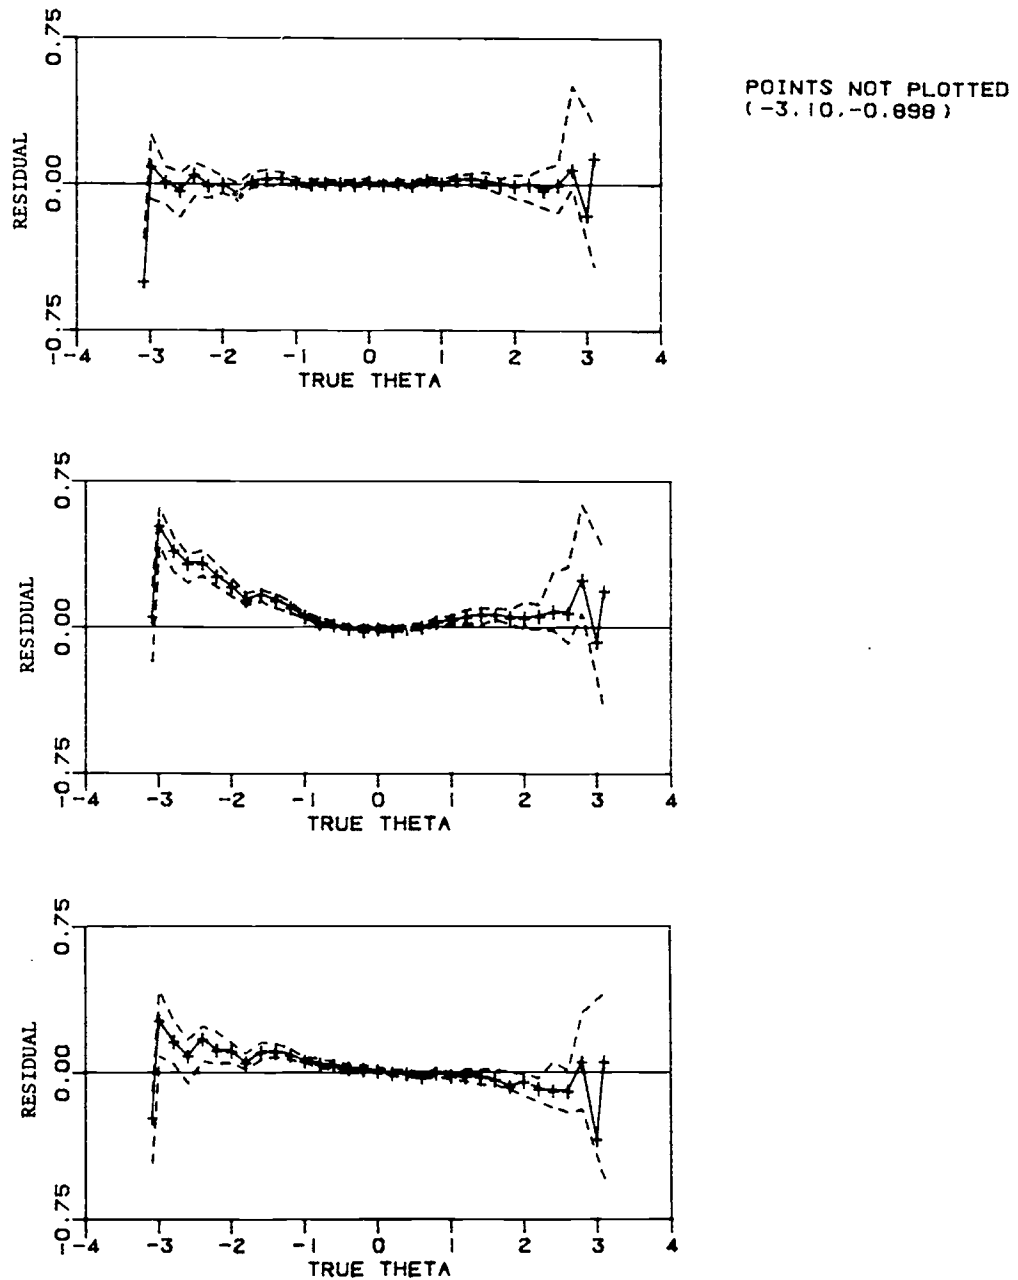 0.75
POINTS NOT PLOTTED
(-3.10,-0.898)
RESIDUAL
0.00
-0.75
-4 -3 -2 -1 0 1 2 3 4
TRUE THETA
0.75
RESIDUAL
0.00
-0.75
-4 -3 -2 -1 0 1 2 3 4
TRUE THETA
0.75
RESIDUAL
0.00
-0.75
-4 -3 -2 -1 0 1 2 3 4
TRUE THETA